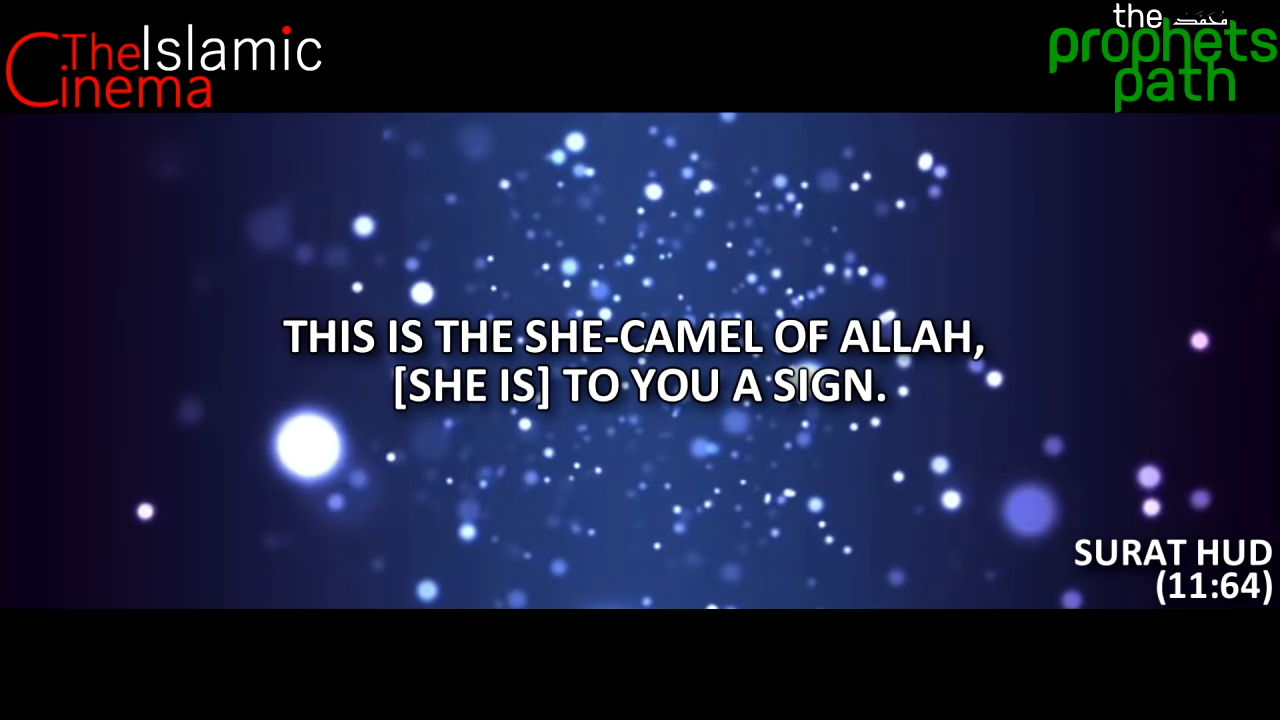 The Islamic
Cinema
the محمد
prophets
path
THIS IS THE SHE-CAMEL OF ALLAH,
[SHE IS] TO YOU A SIGN.
SURAT HUD
(11:64)